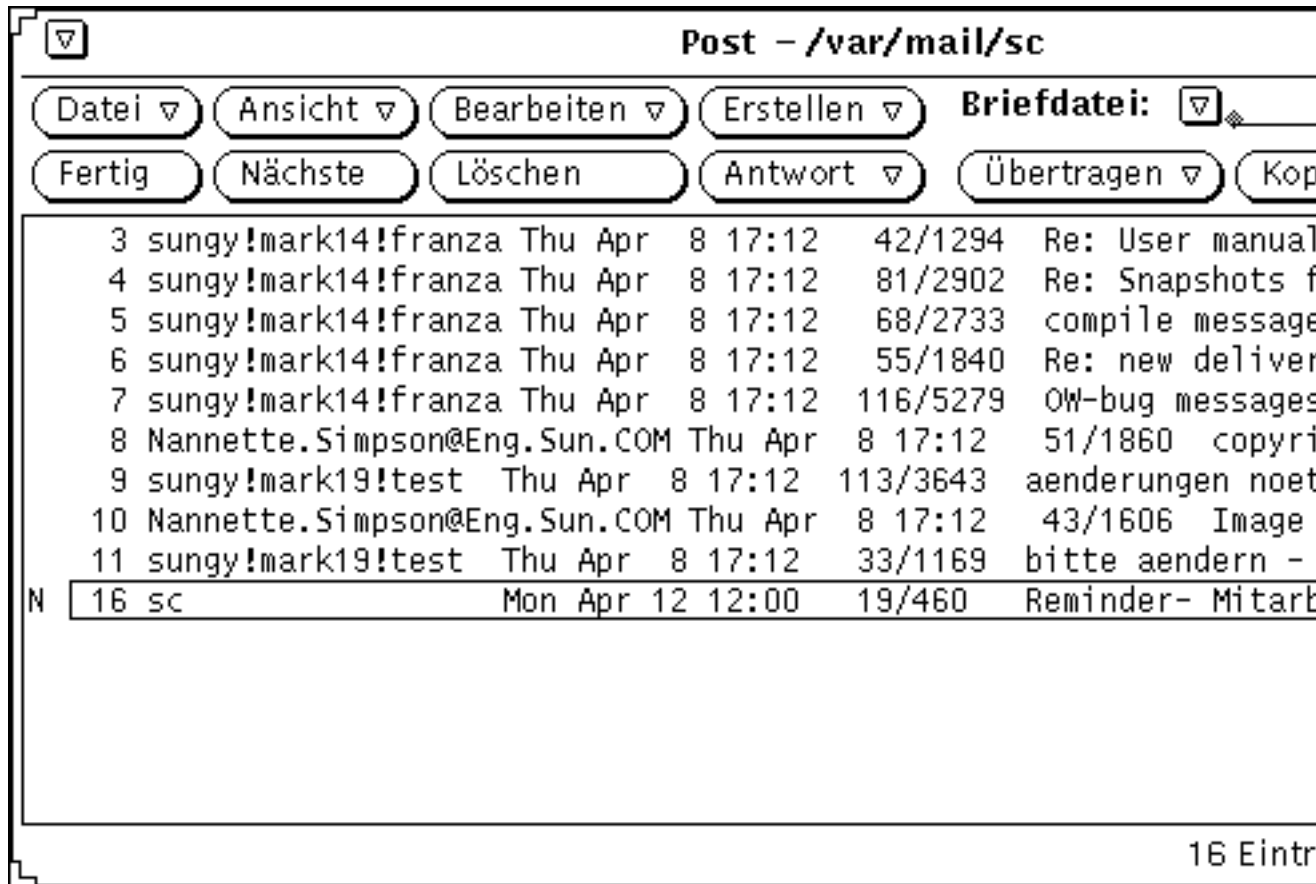 Post – /var/mail/sc
Datei Ansicht Bearbeiten Erstellen Briefdatei:
Fertig Nächste Löschen Antwort Übertragen
3 sungy!mark14!franza Thu Apr 8 17:12 42/1294 Re: User manual
4 sungy!mark14!franza Thu Apr 8 17:12 81/2902 Re: Snapshots
5 sungy!mark14!franza Thu Apr 8 17:12 68/2733 compile message
6 sungy!mark14!franza Thu Apr 8 17:12 55/1840 Re: new deliver
7 sungy!mark14!franza Thu Apr 8 17:12 116/5279 OW-bug messages
8 Nannette.Simpson@Eng.Sun.COM Thu Apr 8 17:12 51/1860 copyri
9 sungy!mark19!test Thu Apr 8 17:12 113/3643 aenderungen noet
10 Nannette.Simpson@Eng.Sun.COM Thu Apr 8 17:12 43/1606 Image
11 sungy!mark19!test Thu Apr 8 17:12 33/1169 bitte aendern –
N 16 sc Mon Apr 12 12:00 19/460 Reminder- Mitarb
16 Eintr